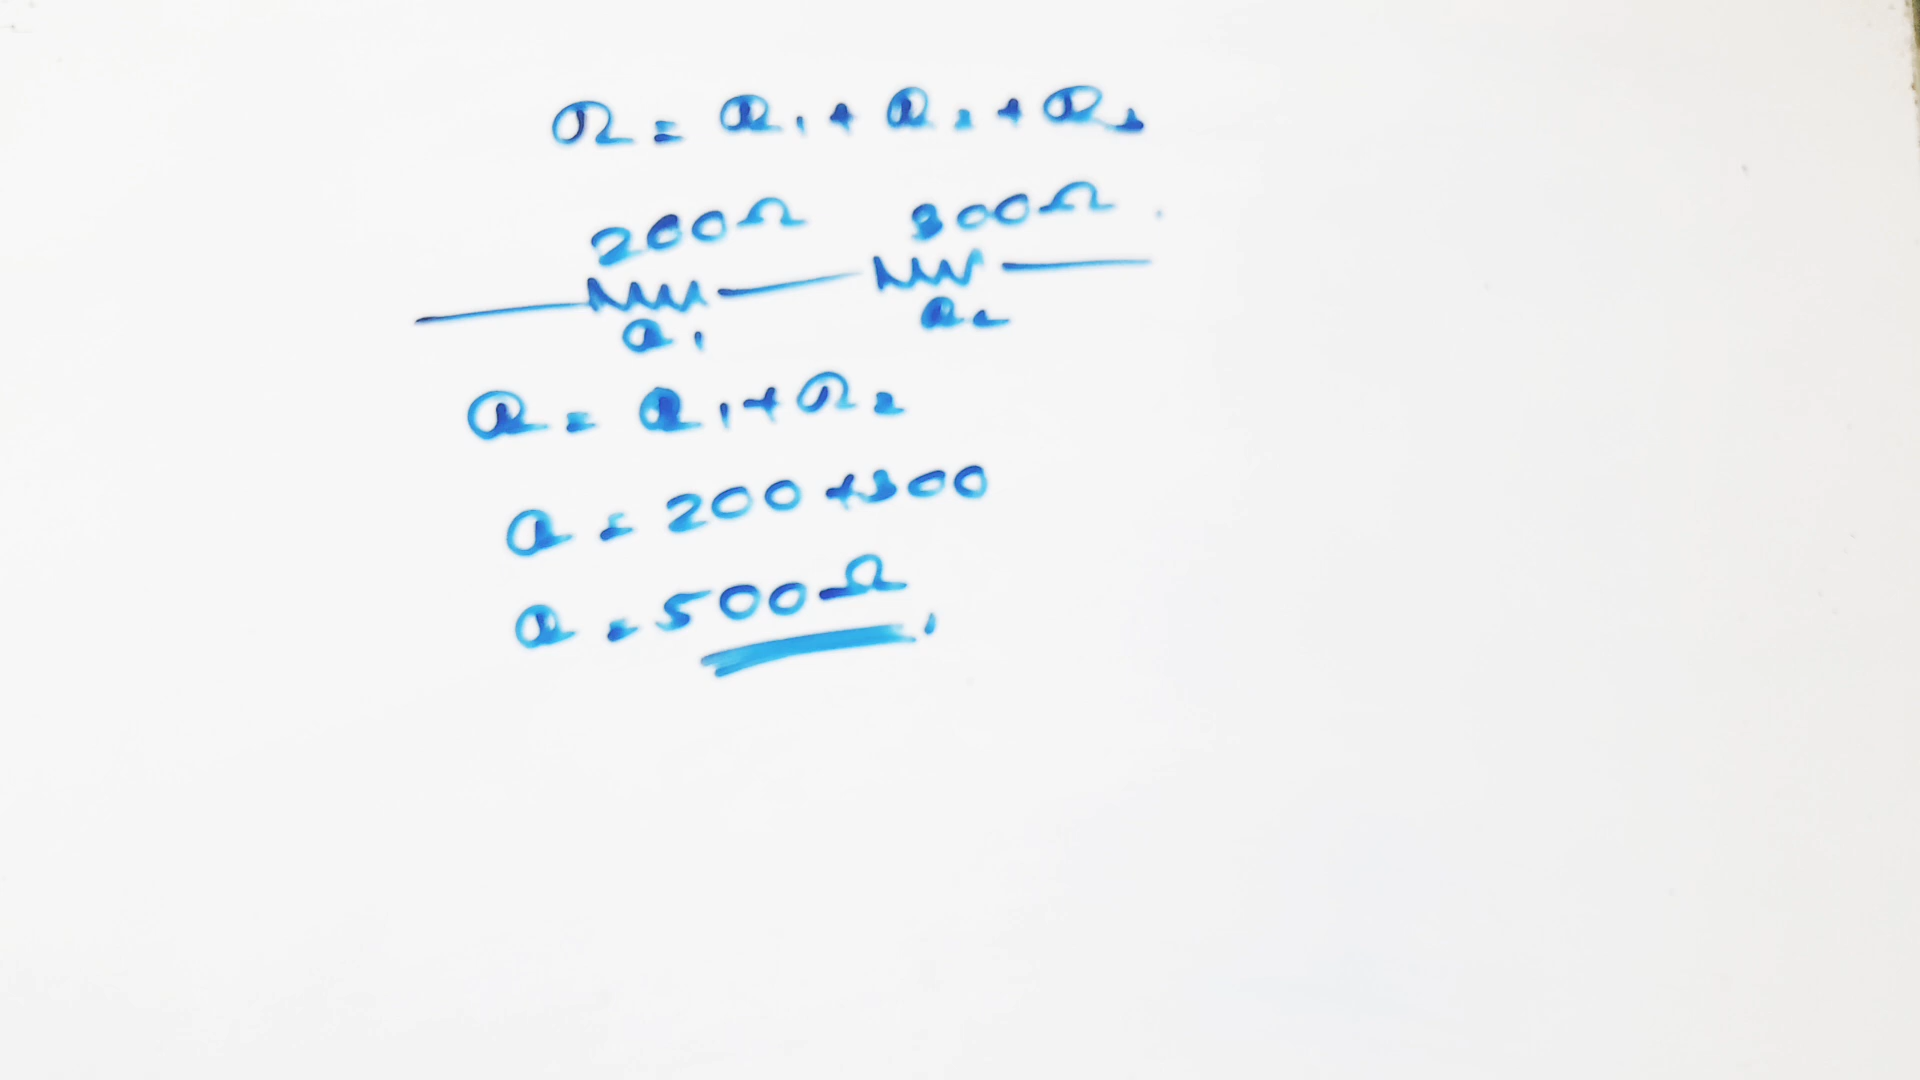 R = R1 + R2 + R3
200Ω 300Ω
R1 R2
R = R1 + R2
R = 200 + 300
R = 500Ω